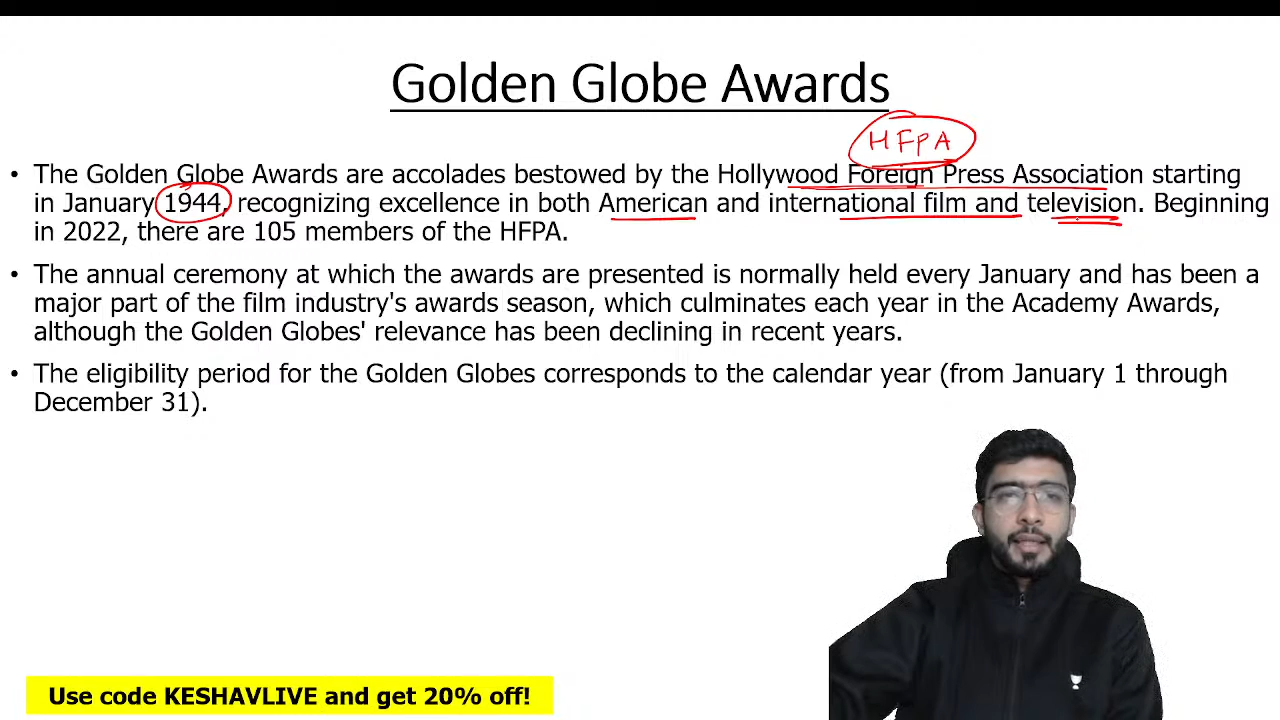 Golden Globe Awards
HFPA
• The Golden Globe Awards are accolades bestowed by the Hollywood Foreign Press Association starting
in January 1944, recognizing excellence in both American and international film and television. Beginning
in 2022, there are 105 members of the HFPA.
• The annual ceremony at which the awards are presented is normally held every January and has been a
major part of the film industry's awards season, which culminates each year in the Academy Awards,
although the Golden Globes' relevance has been declining in recent years.
• The eligibility period for the Golden Globes corresponds to the calendar year (from January 1 through
December 31).
Use code KESHAVLIVE and get 20% off!